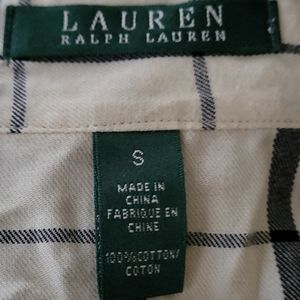 LAUREN
RALPH LAUREN
S
MADE IN
CHINA
FABRIQUE EN
CHINE
100%COTTON/
COTON